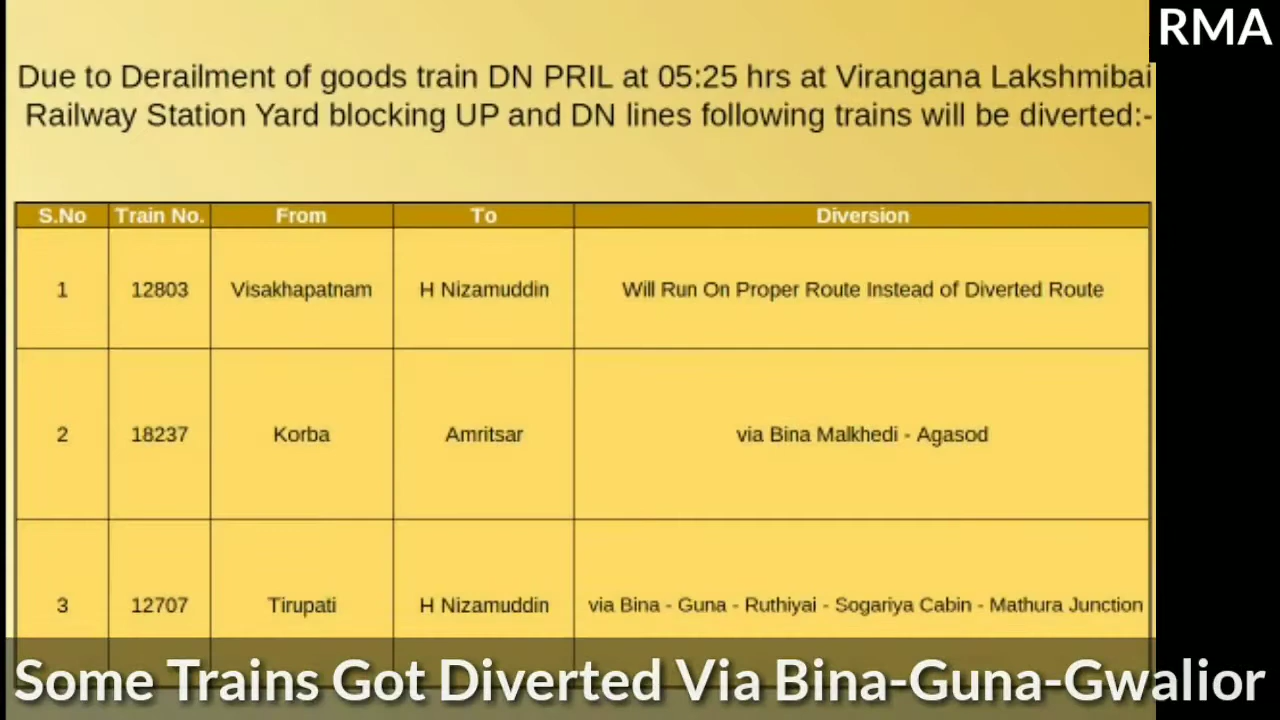 RMA
Due to Derailment of goods train DN PRIL at 05:25 hrs at Virangana Lakshmibai
Railway Station Yard blocking UP and DN lines following trains will be diverted:-
S.No Train No. From To Diversion
1 12803 Visakhapatnam H Nizamuddin Will Run On Proper Route Instead of Diverted Route
2 18237 Korba Amritsar via Bina Malkhedi - Agasod
3 12707 Tirupati H Nizamuddin via Bina - Guna - Ruthiyai - Sogariya Cabin - Mathura Junction
Some Trains Got Diverted Via Bina-Guna-Gwalior